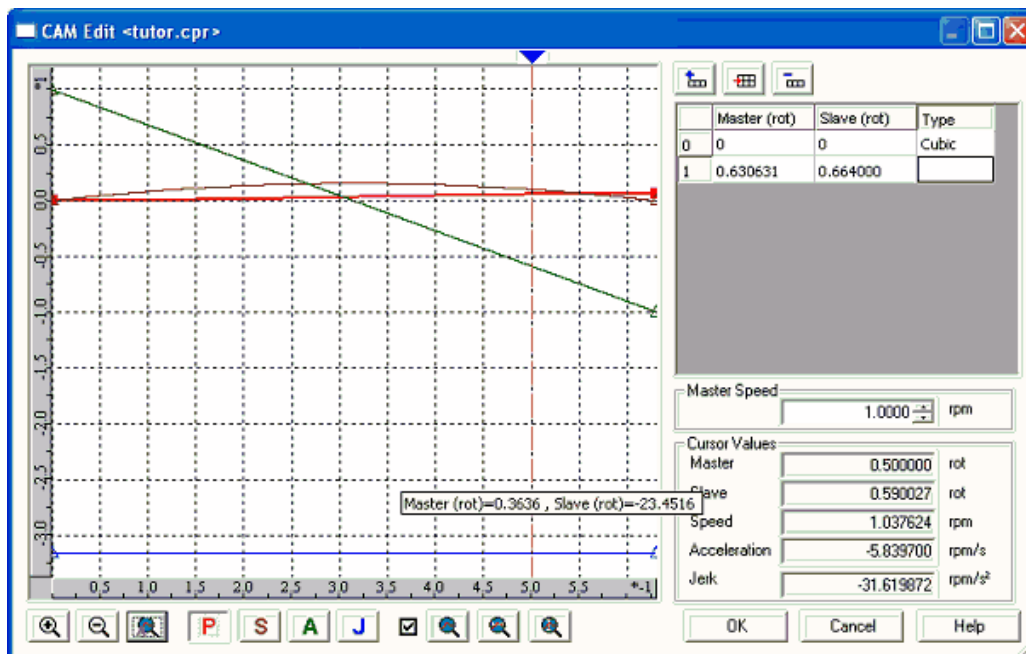 CAM Edit <tutor.cpr>
*1
0,5
0,0
-0,5
-1,0
-1,5
-2,0
-2,5
-3,0
0,5 1,0 1,5 2,0 2,5 3,0 3,5 4,0 4,5 5,0 5,5 *-1
Master (rot)=0.3636 , Slave (rot)=-23.4516
P S A J
Master (rot) Slave (rot) Type
0 0 0 Cubic
1 0.630631 0.664000
Master Speed
1.0000 rpm
Cursor Values
Master 0.500000 rot
Slave 0.590027 rot
Speed 1.037624 rpm
Acceleration -5.839700 rpm/s
Jerk -31.619872 rpm/s²
OK Cancel Help